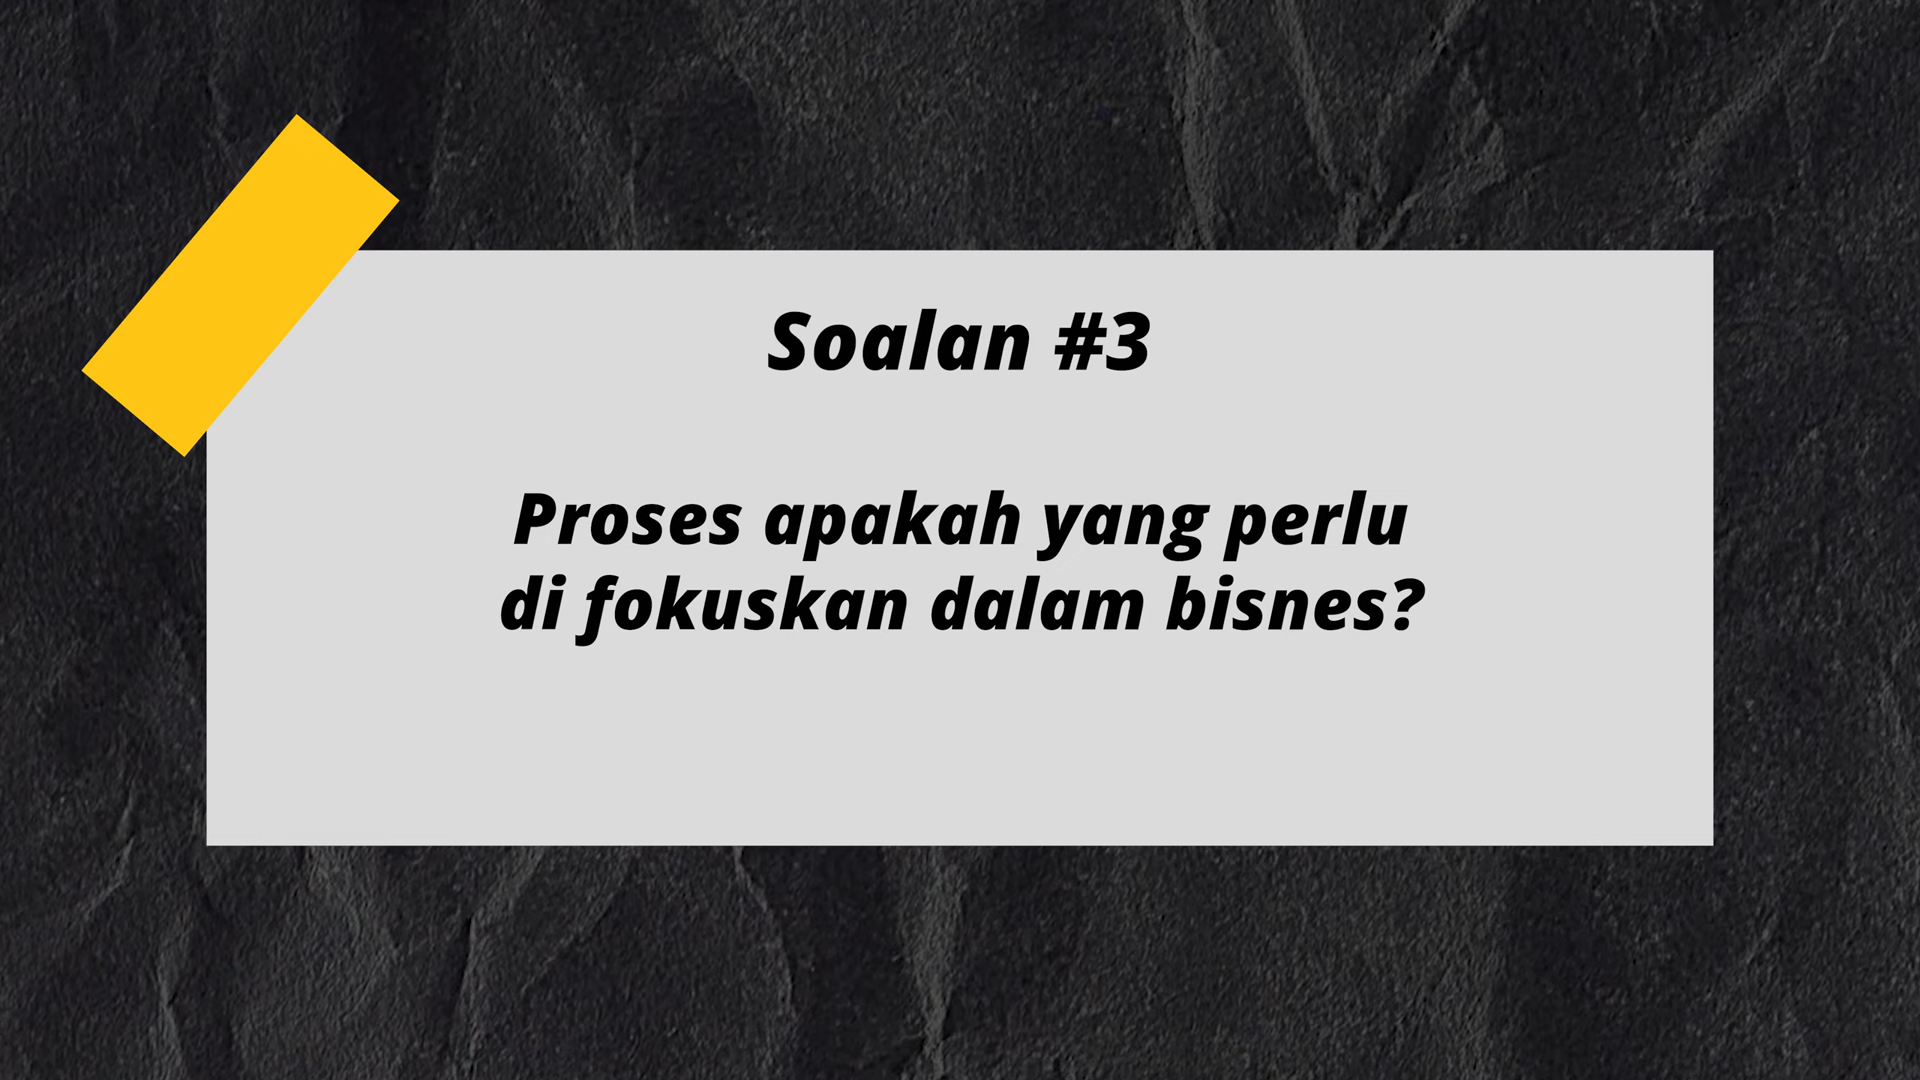 Soalan #3
Proses apakah yang perlu
di fokuskan dalam bisnes?